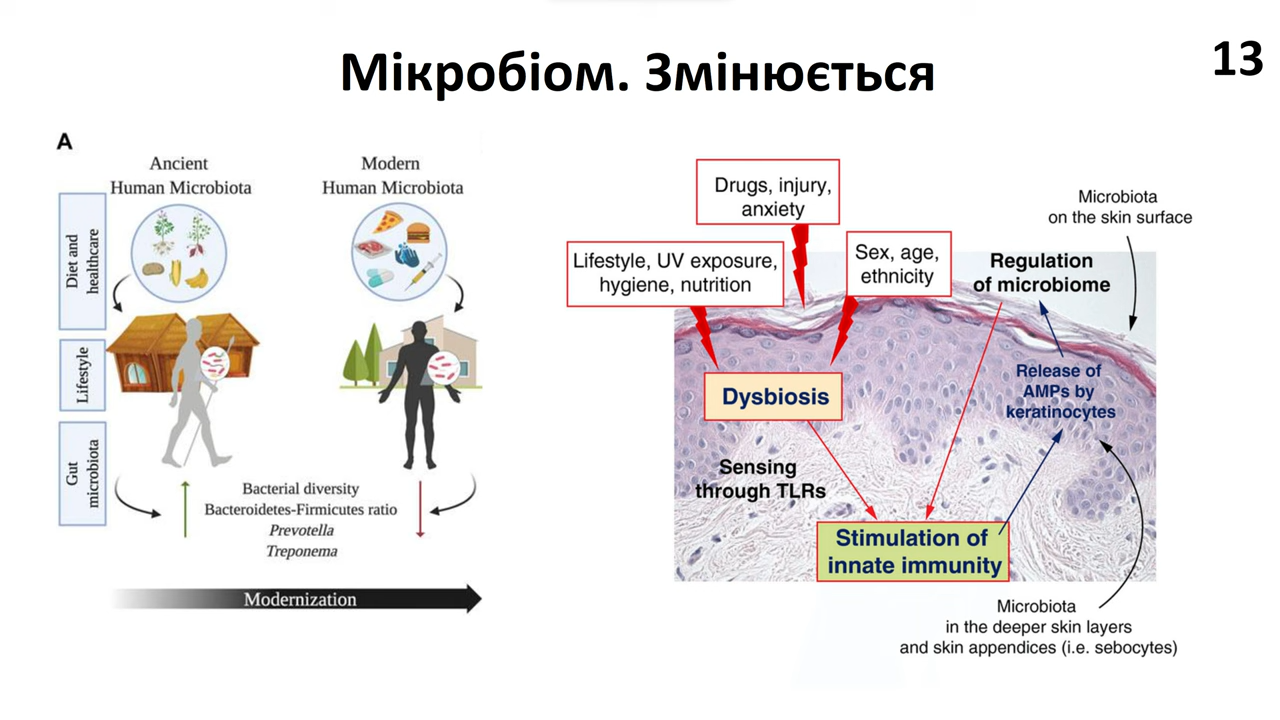 Мікробіом. Змінюється
13
A
Ancient
Human Microbiota
Modern
Human Microbiota
Diet and
healthcare
Lifestyle
Gut
microbiota
Bacterial diversity
Bacteroidetes-Firmicutes ratio
Prevotella
Treponema
Modernization
Drugs, injury,
anxiety
Lifestyle, UV exposure,
hygiene, nutrition
Sex, age,
ethnicity
Microbiota
on the skin surface
Regulation
of microbiome
Release of
AMPs by
keratinocytes
Dysbiosis
Sensing
through TLRs
Stimulation of
innate immunity
Microbiota
in the deeper skin layers
and skin appendices (i.e. sebocytes)